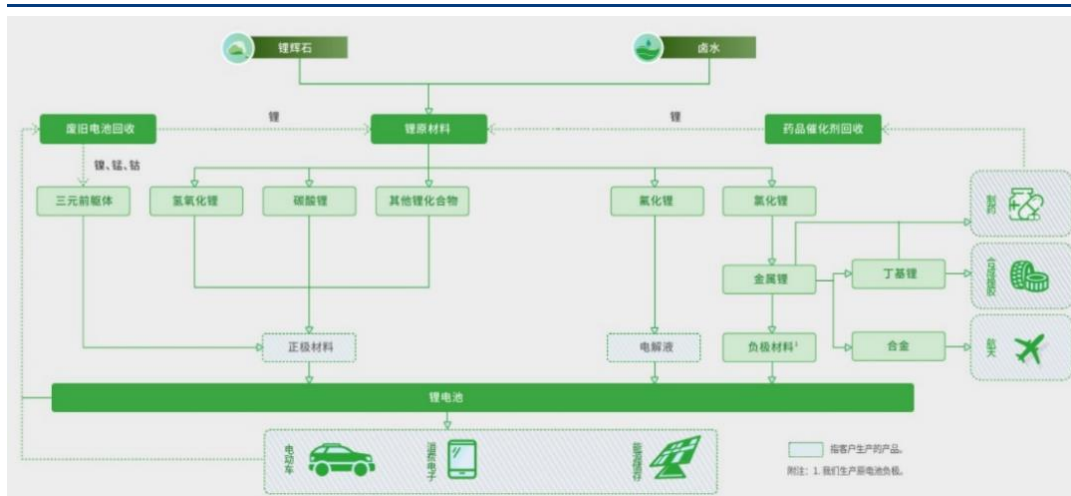 锂辉石
卤水
废旧电池回收
锂
锂原材料
锂
药品催化剂回收
镍、锰、钴
三元前躯体
氢氧化锂
碳酸锂
其他锂化合物
氟化锂
氯化锂
制药
金属锂
丁基锂
合成橡胶
正极材料
电解液
负极材料¹
合金
航天
锂电池
电动车
消费电子
能源储存
指客户生产的产品。
附注：1. 我们生产原电池负极。